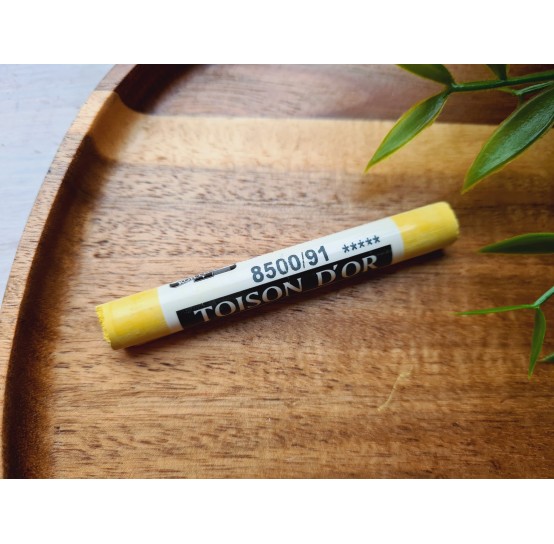 8500/91 *****
TOISON D'OR